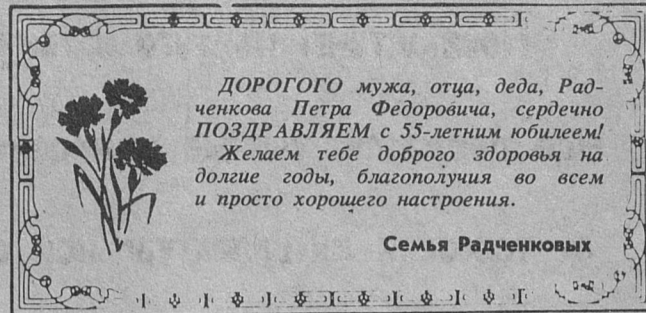 ДОРОГОГО мужа, отца, деда, Рад-
ченкова Петра Федоровича, сердечно
ПОЗДРАВЛЯЕМ с 55-летним юбилеем!
Желаем тебе доброго здоровья на
долгие годы, благополучия во всем
и просто хорошего настроения.
Семья Радченковых